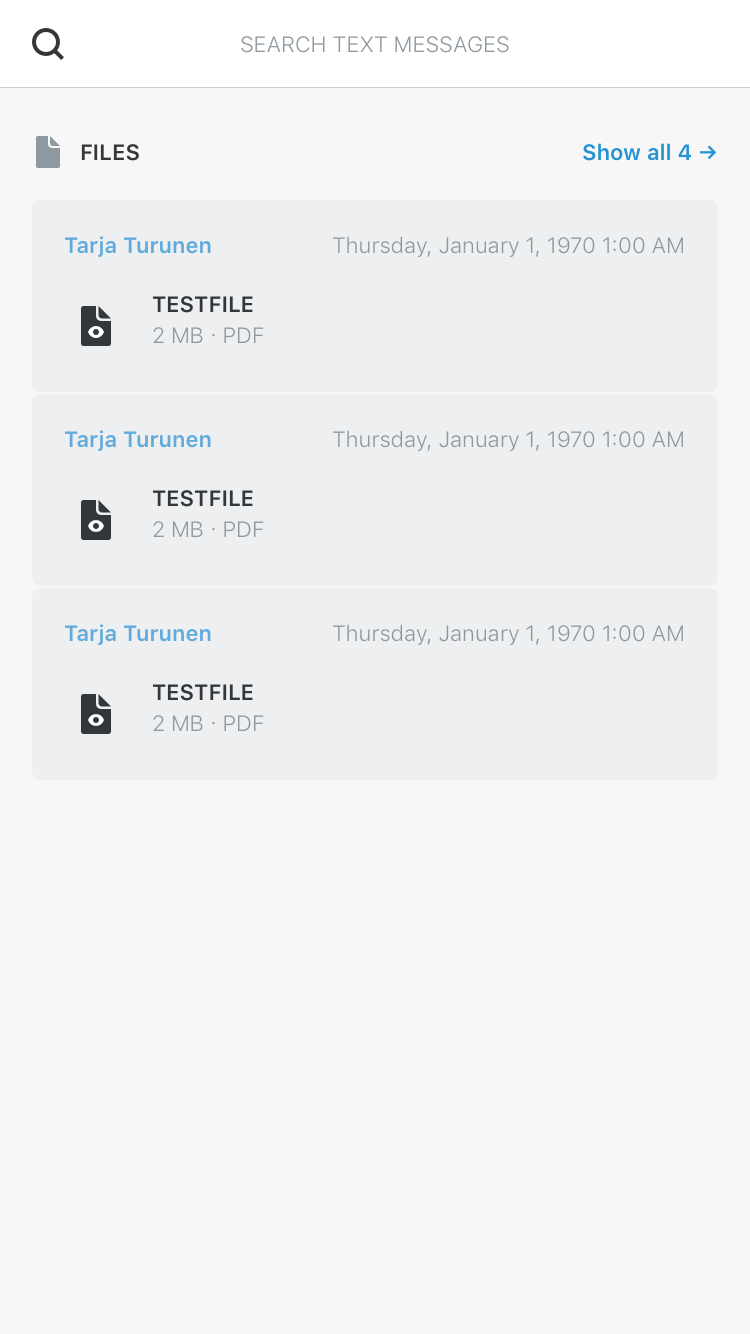 SEARCH TEXT MESSAGES
FILES Show all 4 →
Tarja Turunen Thursday, January 1, 1970 1:00 AM
TESTFILE
2 MB · PDF
Tarja Turunen Thursday, January 1, 1970 1:00 AM
TESTFILE
2 MB · PDF
Tarja Turunen Thursday, January 1, 1970 1:00 AM
TESTFILE
2 MB · PDF